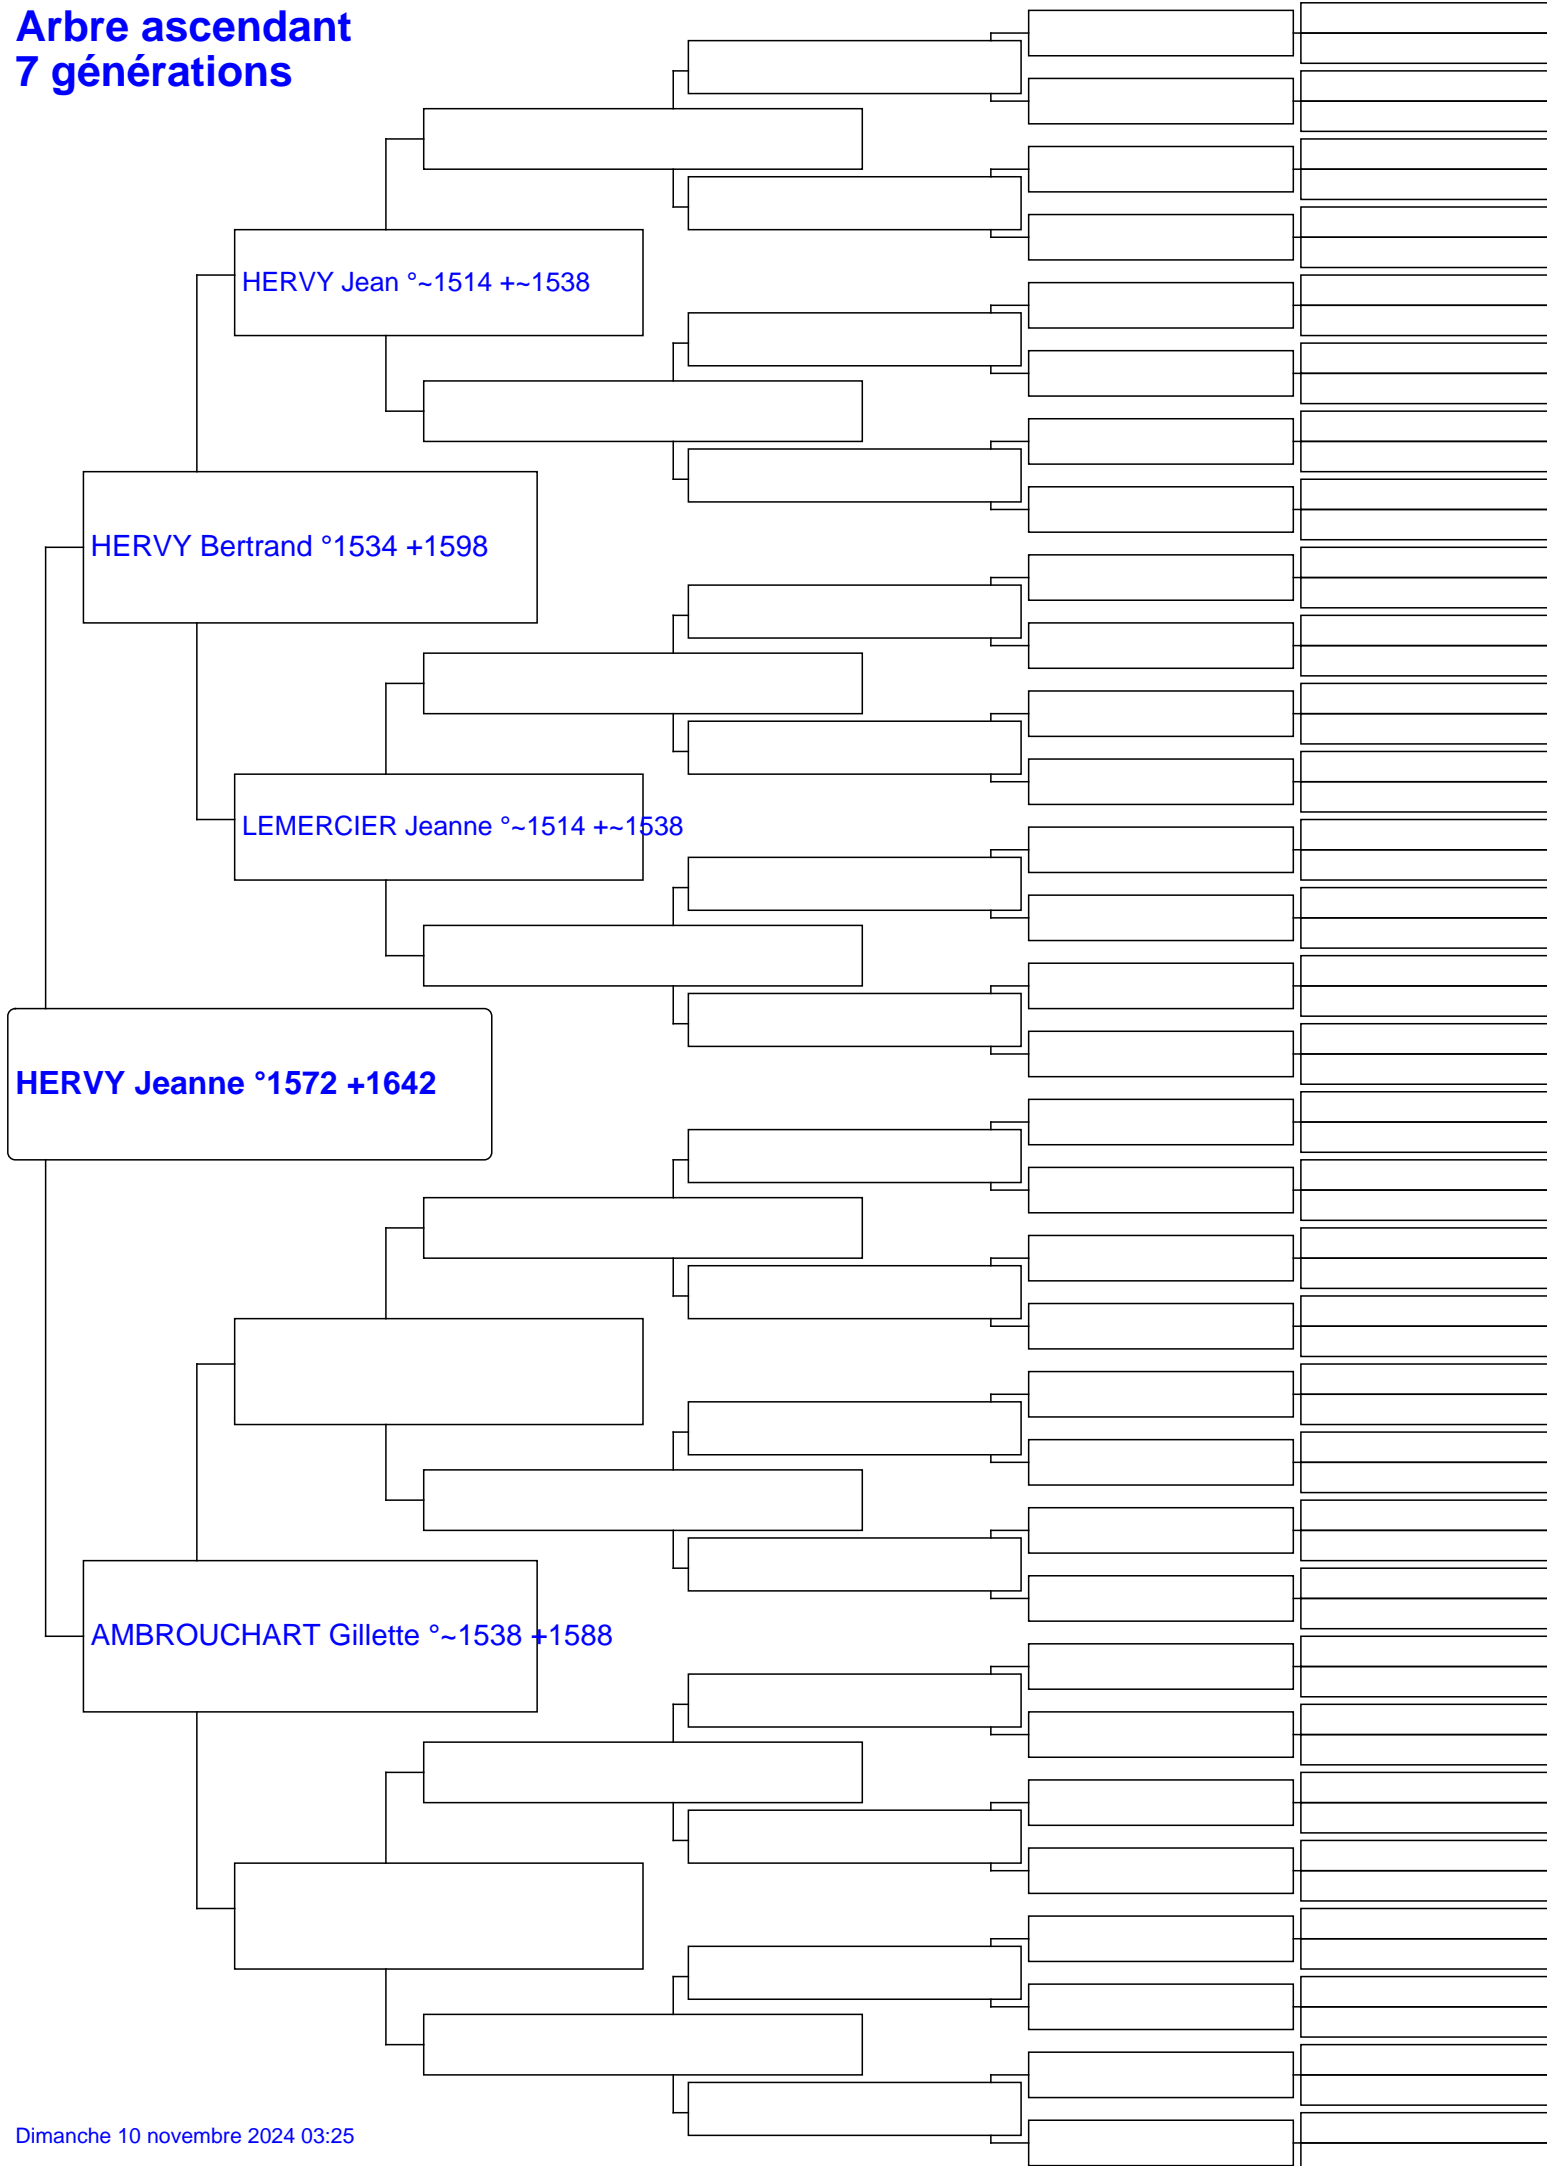 Arbre ascendant
7 générations
HERVY Jean °~1514 +~1538
HERVY Bertrand °1534 +1598
LEMERCIER Jeanne °~1514 +~1538
HERVY Jeanne °1572 +1642
AMBROUCHART Gillette °~1538 +1588
Dimanche 10 novembre 2024 03:25